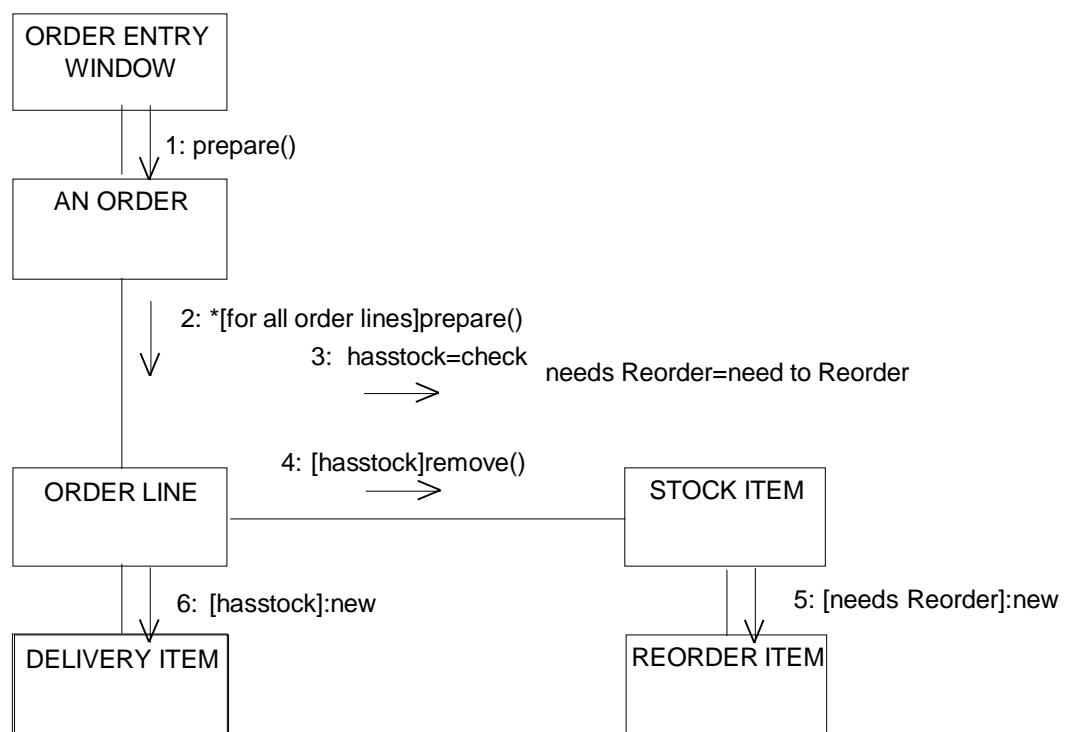 ORDER ENTRY
WINDOW
1: prepare()
AN ORDER
2: *[for all order lines]prepare()
3: hasstock=check
needs Reorder=need to Reorder
4: [hasstock]remove()
ORDER LINE
STOCK ITEM
6: [hasstock]:new
5: [needs Reorder]:new
DELIVERY ITEM
REORDER ITEM